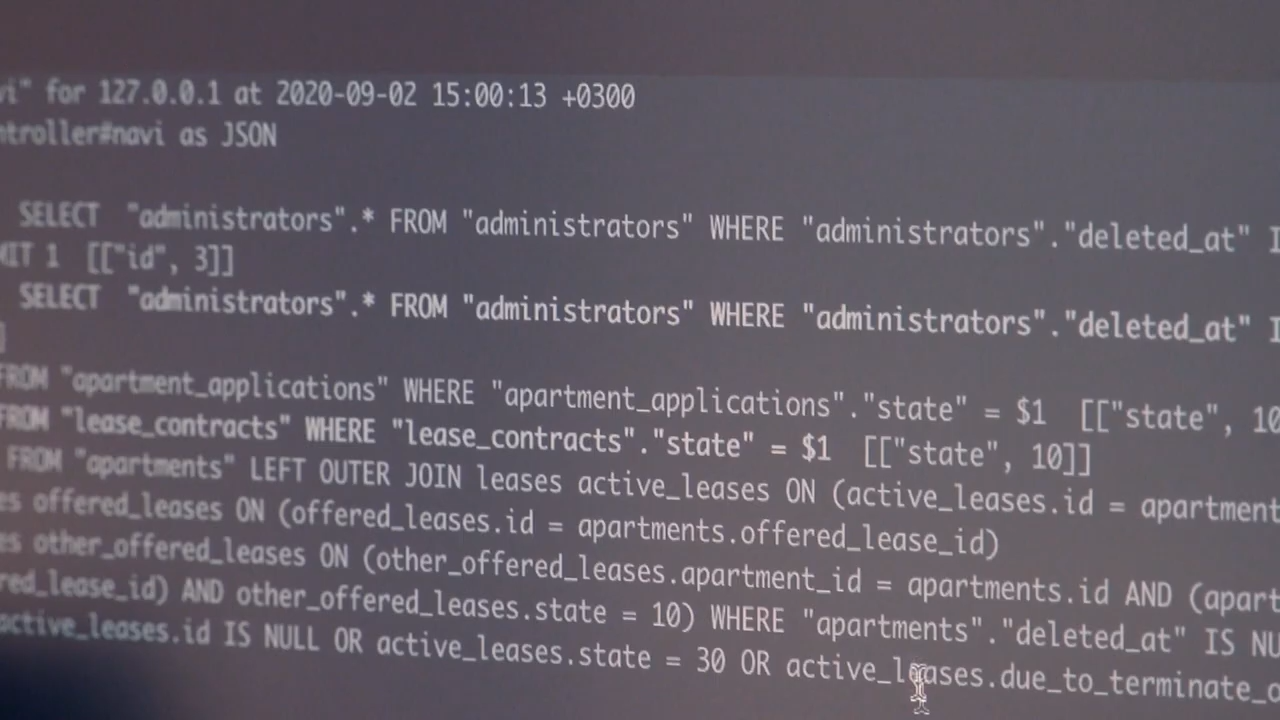 vi" for 127.0.0.1 at 2020-09-02 15:00:13 +0300
ntroller#navi as JSON
SELECT "administrators".* FROM "administrators" WHERE "administrators"."deleted_at" I
MIT 1 [["id", 3]]
SELECT "administrators".* FROM "administrators" WHERE "administrators"."deleted_at" I
]
FROM "apartment_applications" WHERE "apartment_applications"."state" = $1 [["state", 10
FROM "lease_contracts" WHERE "lease_contracts"."state" = $1 [["state", 10]]
FROM "apartments" LEFT OUTER JOIN leases active_leases ON (active_leases.id = apartment
es offered_leases ON (offered_leases.id = apartments.offered_lease_id)
es other_offered_leases ON (other_offered_leases.apartment_id = apartments.id AND (apart
red_lease_id) AND other_offered_leases.state = 10) WHERE "apartments"."deleted_at" IS NU
active_leases.id IS NULL OR active_leases.state = 30 OR active_leases.due_to_terminate_